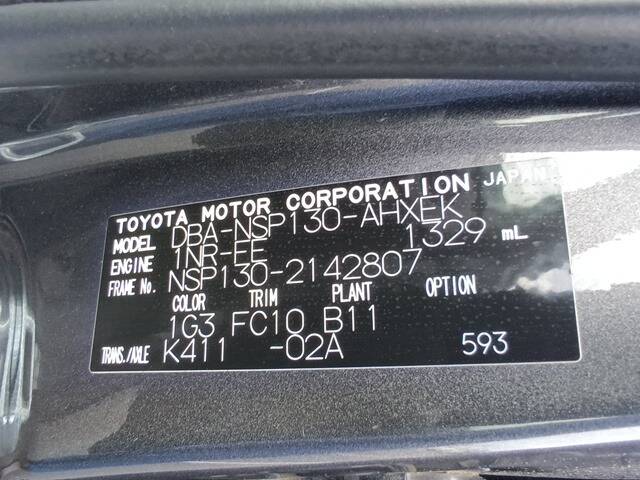 TOYOTA MOTOR CORPORATION JAPAN
MODEL DBA-NSP130-AHXEK
ENGINE 1NR-FE 1329 mL
FRAME No. NSP130-2142807
COLOR TRIM PLANT OPTION
1G3 FC10 B11
TRANS./AXLE K411 -02A 593